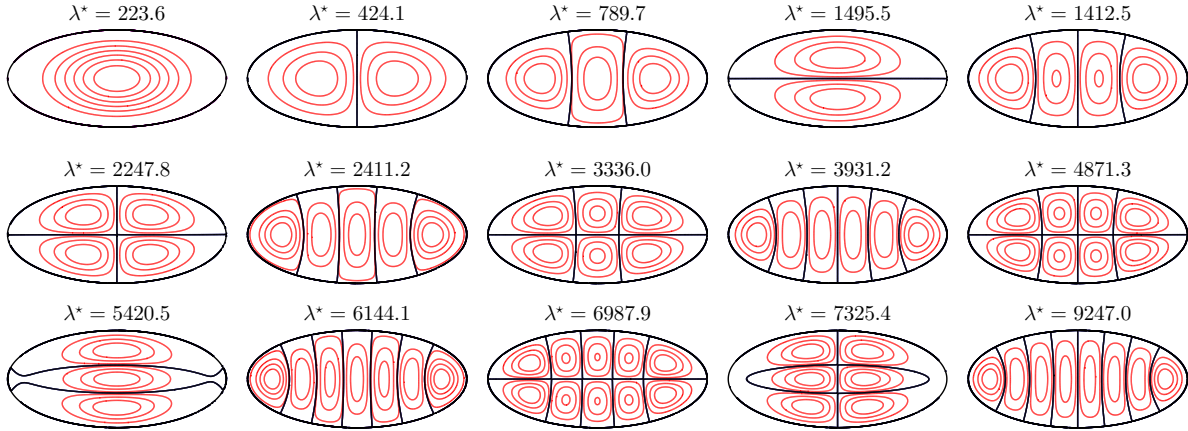 λ⋆ = 223.6 λ⋆ = 424.1 λ⋆ = 789.7 λ⋆ = 1495.5 λ⋆ = 1412.5
λ⋆ = 2247.8 λ⋆ = 2411.2 λ⋆ = 3336.0 λ⋆ = 3931.2 λ⋆ = 4871.3
λ⋆ = 5420.5 λ⋆ = 6144.1 λ⋆ = 6987.9 λ⋆ = 7325.4 λ⋆ = 9247.0